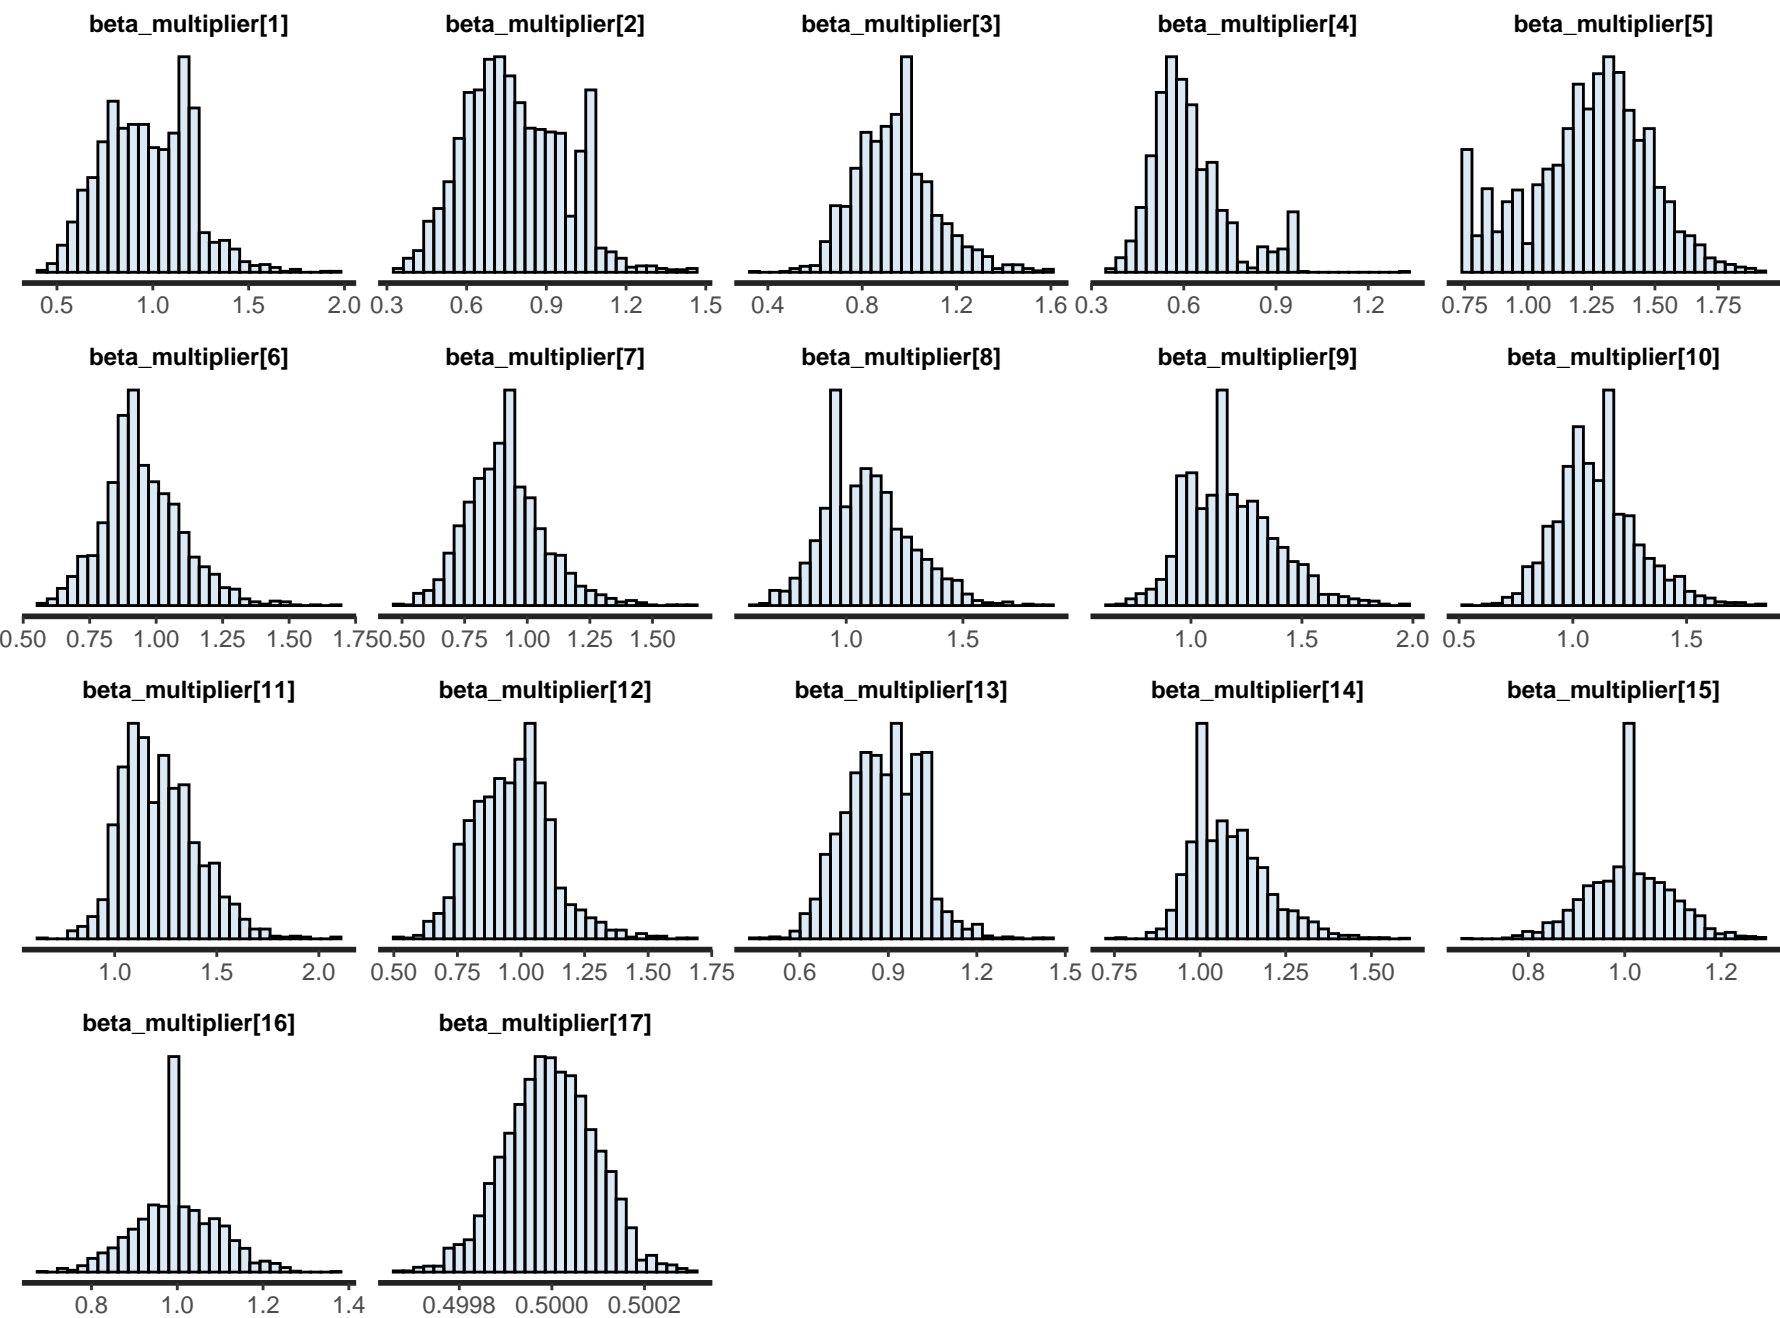 beta_multiplier[1] beta_multiplier[2] beta_multiplier[3] beta_multiplier[4] beta_multiplier[5]
0.5 1.0 1.5 2.0 0.3 0.6 0.9 1.2 1.5 0.4 0.8 1.2 1.6 0.3 0.6 0.9 1.2 0.75 1.00 1.25 1.50 1.75
beta_multiplier[6] beta_multiplier[7] beta_multiplier[8] beta_multiplier[9] beta_multiplier[10]
0.50 0.75 1.00 1.25 1.50 1.75 0.50 0.75 1.00 1.25 1.50 1.0 1.5 1.0 1.5 2.0 0.5 1.0 1.5
beta_multiplier[11] beta_multiplier[12] beta_multiplier[13] beta_multiplier[14] beta_multiplier[15]
1.0 1.5 2.0 0.50 0.75 1.00 1.25 1.50 1.75 0.6 0.9 1.2 1.5 0.75 1.00 1.25 1.50 0.8 1.0 1.2
beta_multiplier[16] beta_multiplier[17]
0.8 1.0 1.2 1.4 0.4998 0.5000 0.5002